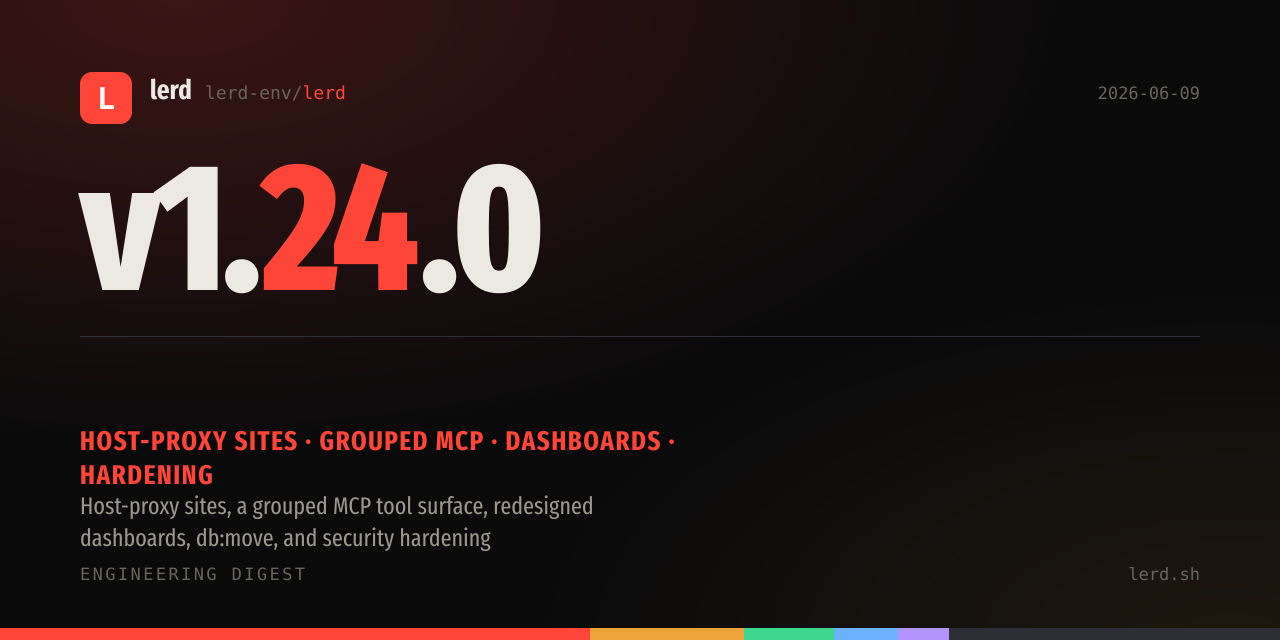 L lerd lerd-env/lerd 2026-06-09
v1.24.0
HOST-PROXY SITES · GROUPED MCP · DASHBOARDS ·
HARDENING
Host-proxy sites, a grouped MCP tool surface, redesigned
dashboards, db:move, and security hardening
ENGINEERING DIGEST lerd.sh